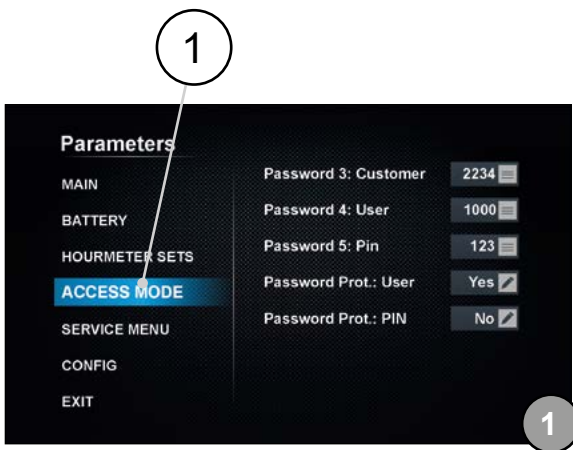 1
Parameters
MAIN
BATTERY
HOURMETER SETS
ACCESS MODE
SERVICE MENU
CONFIG
EXIT
Password 3: Customer 2234
Password 4: User 1000
Password 5: Pin 123
Password Prot.: User Yes
Password Prot.: PIN No
1